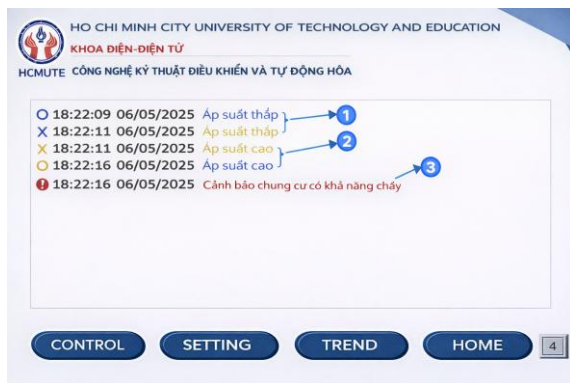 HO CHI MINH CITY UNIVERSITY OF TECHNOLOGY AND EDUCATION
KHOA ĐIỆN-ĐIỆN TỬ
HCMUTE CÔNG NGHỆ KỸ THUẬT ĐIỀU KHIỂN VÀ TỰ ĐỘNG HÓA
O 18:22:09 06/05/2025 Áp suất thấp
X 18:22:11 06/05/2025 Áp suất thấp
1
X 18:22:11 06/05/2025 Áp suất cao
O 18:22:16 06/05/2025 Áp suất cao
2
! 18:22:16 06/05/2025 Cảnh báo chung cư có khả năng cháy
3
CONTROL SETTING TREND HOME 4